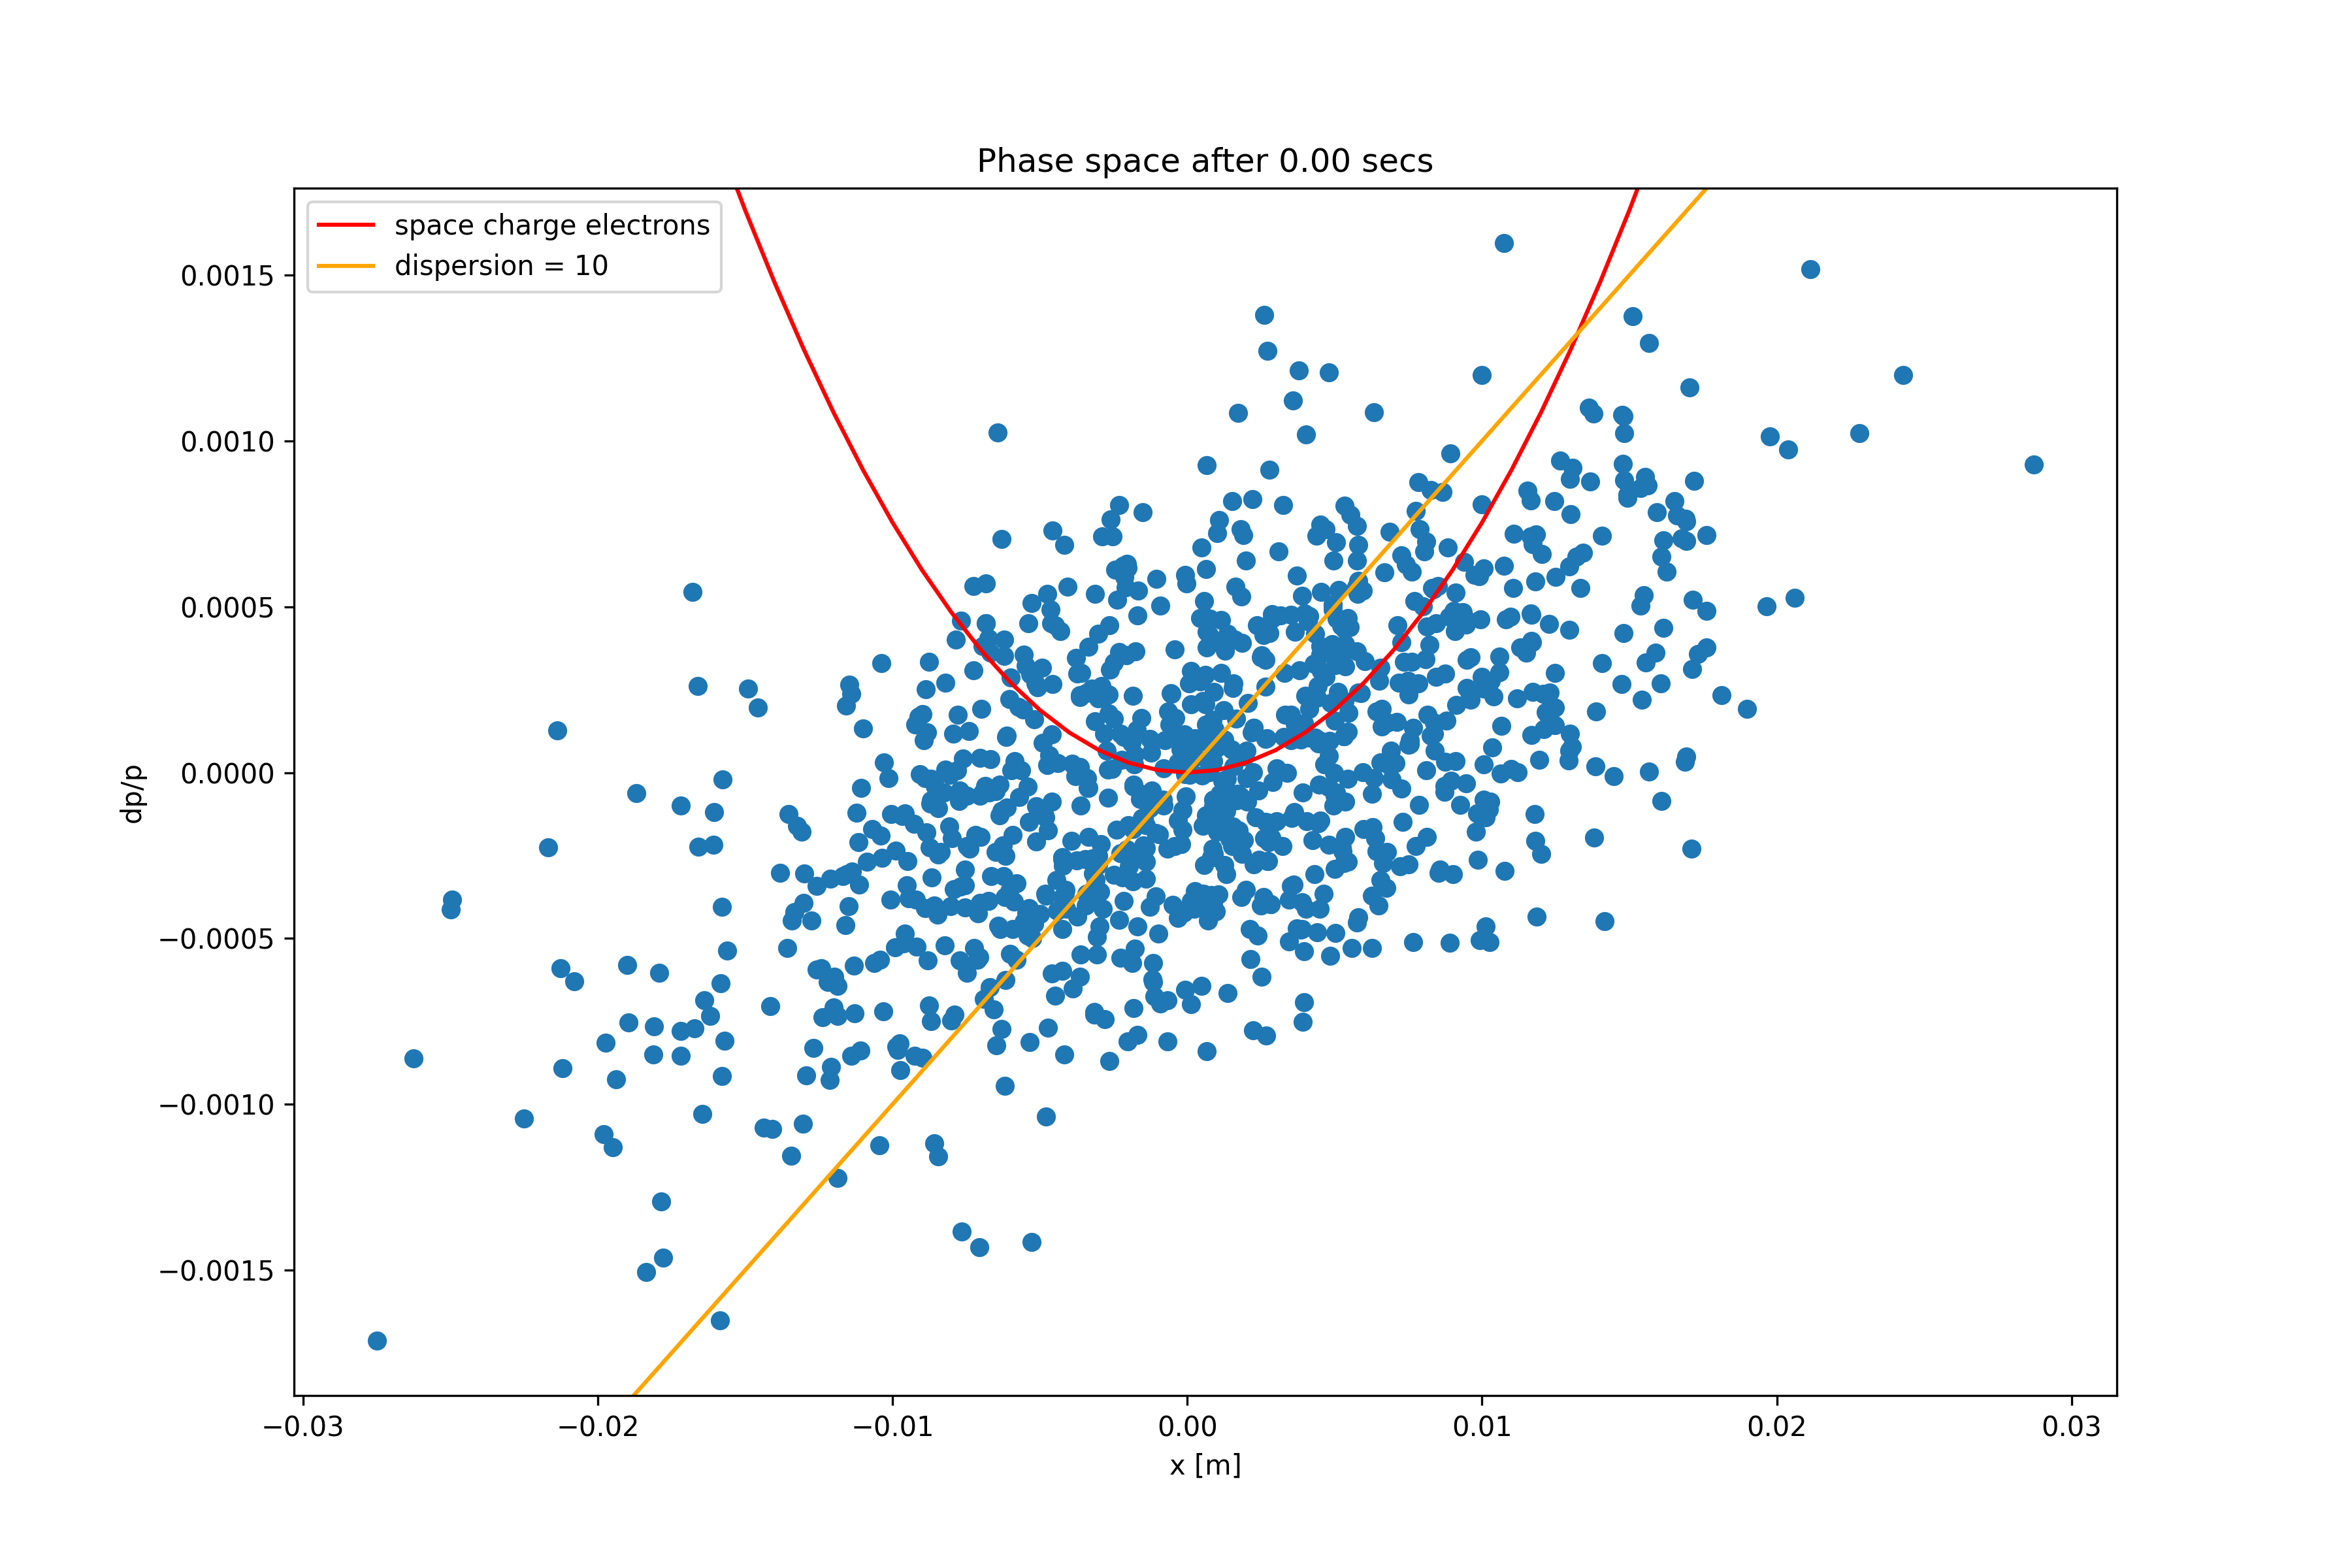 Phase space after 0.00 secs
space charge electrons
dispersion = 10
dp/p
0.0015
0.0010
0.0005
0.0000
−0.0005
−0.0010
−0.0015
−0.03 −0.02 −0.01 0.00 0.01 0.02 0.03
x [m]